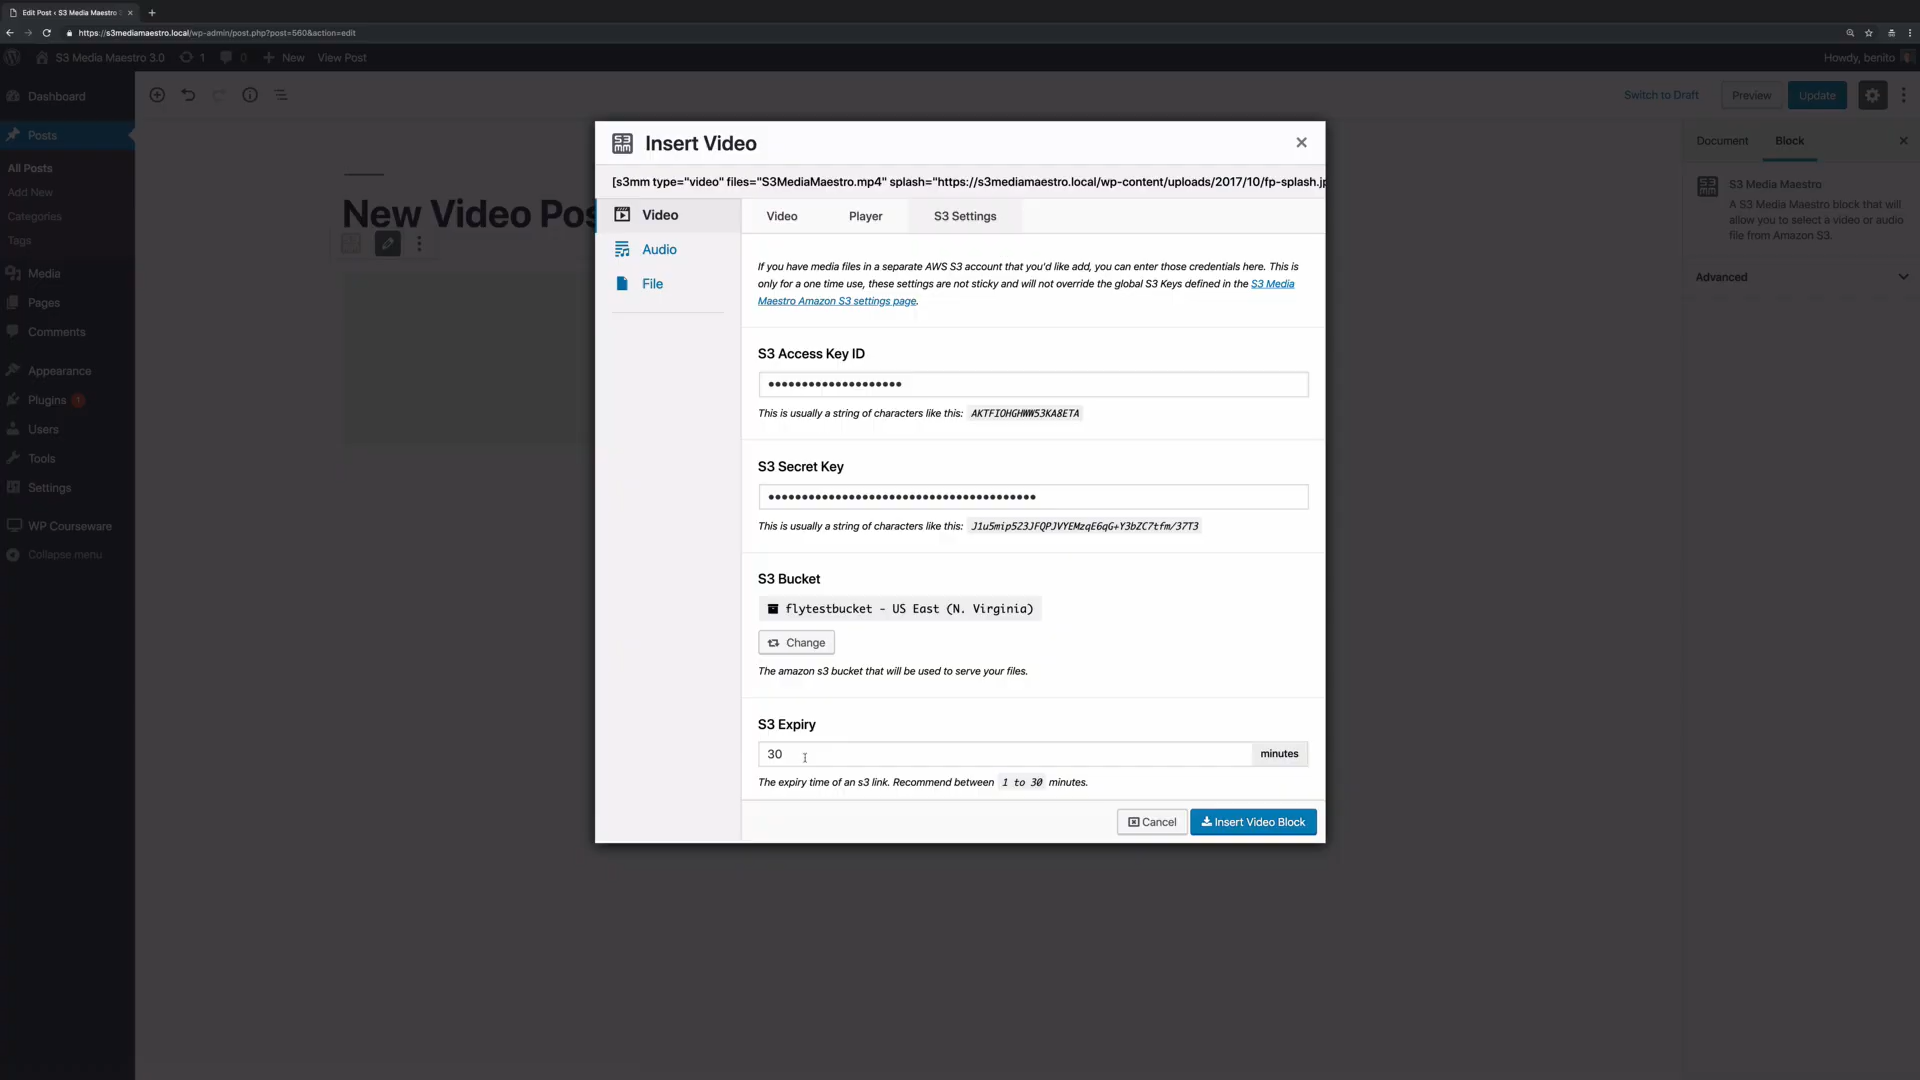 Edit Post ‹ S3 Media Maestro
https://s3mediamaestro.local/wp-admin/post.php?post=560&action=edit
S3 Media Maestro 3.0
1
0
New
View Post
Howdy, benito
Dashboard
Posts
All Posts
Add New
Categories
Tags
Media
Pages
Comments
Appearance
Plugins 1
Users
Tools
Settings
WP Courseware
Collapse menu
Switch to Draft
Preview
Update
New Video Pos
Insert Video
[s3mm type="video" files="S3MediaMaestro.mp4" splash="https://s3mediamaestro.local/wp-content/uploads/2017/10/fp-splash.jp
Video
Audio
File
Video
Player
S3 Settings
If you have media files in a separate AWS S3 account that you'd like add, you can enter those credentials here. This is
only for a one time use, these settings are not sticky and will not override the global S3 Keys defined in the S3 Media
Maestro Amazon S3 settings page.
S3 Access Key ID
This is usually a string of characters like this: AKTFIOHGHWW53KA8ETA
S3 Secret Key
This is usually a string of characters like this: J1u5mip523JFQPJVYEMzqE6qG+Y3bZC7tfm/37T3
S3 Bucket
flytestbucket - US East (N. Virginia)
Change
The amazon s3 bucket that will be used to serve your files.
S3 Expiry
30
minutes
The expiry time of an s3 link. Recommend between 1 to 30 minutes.
Cancel
Insert Video Block
Document
Block
S3 Media Maestro
A S3 Media Maestro block that will
allow you to select a video or audio
file from Amazon S3.
Advanced